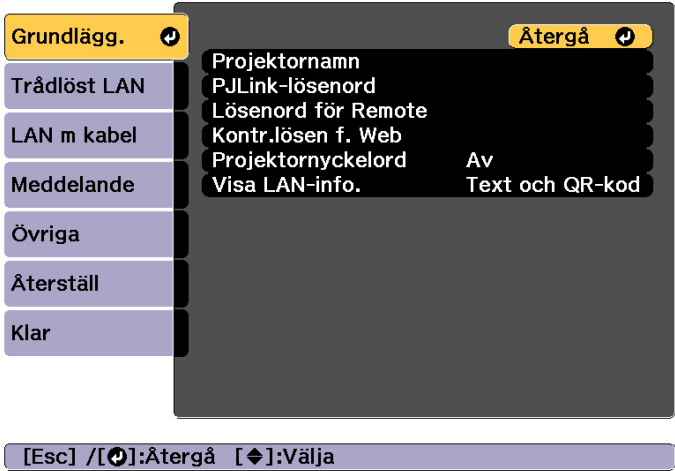 Grundlägg.
Trådlöst LAN
LAN m kabel
Meddelande
Övriga
Återställ
Klar
Återgå
Projektornamn
PJLink-lösenord
Lösenord för Remote
Kontr.lösen f. Web
Projektornyckelord Av
Visa LAN-info. Text och QR-kod
[Esc] /[⏎]:Återgå [◆]:Välja